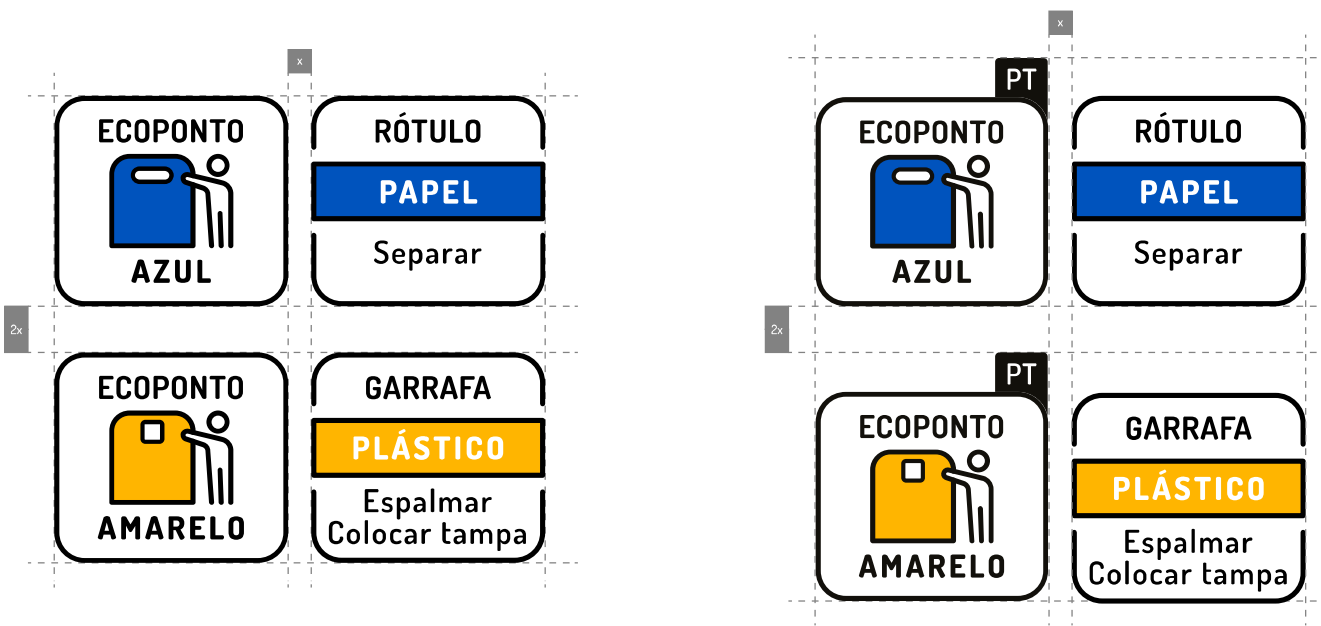 x
ECOPONTO
AZUL
RÓTULO
PAPEL
Separar
2x
ECOPONTO
AMARELO
GARRAFA
PLÁSTICO
Espalmar
Colocar tampa
x
PT
ECOPONTO
AZUL
RÓTULO
PAPEL
Separar
2x
PT
ECOPONTO
AMARELO
GARRAFA
PLÁSTICO
Espalmar
Colocar tampa